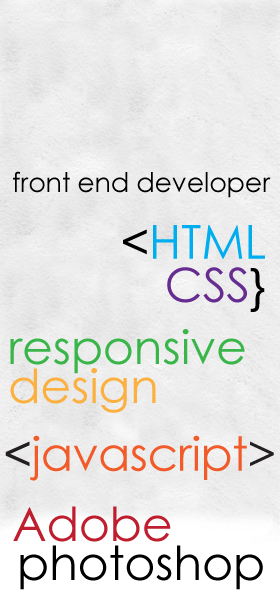 front end developer
<HTML
CSS}
responsive
design
<javascript>
Adobe
photoshop